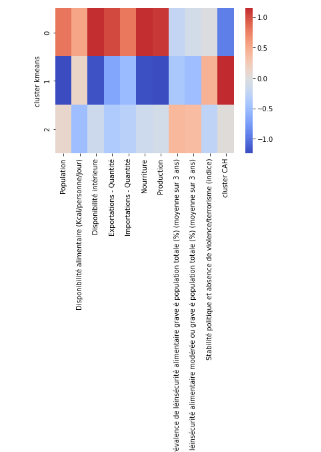 cluster kmeans
0
1
2
1.0
0.5
0.0
−0.5
−1.0
Population
Disponibilité alimentaire (Kcal/personne/jour)
Disponibilité intérieure
Exportations - Quantité
Importations - Quantité
Nourriture
Production
évalence de léinsécurité alimentaire grave é population totale (%) (moyenne sur 3 ans)
léinsécurité alimentaire modérée ou grave é population totale (%) (moyenne sur 3 ans)
Stabilité politique et absence de violence/terrorisme (indice)
cluster CAH